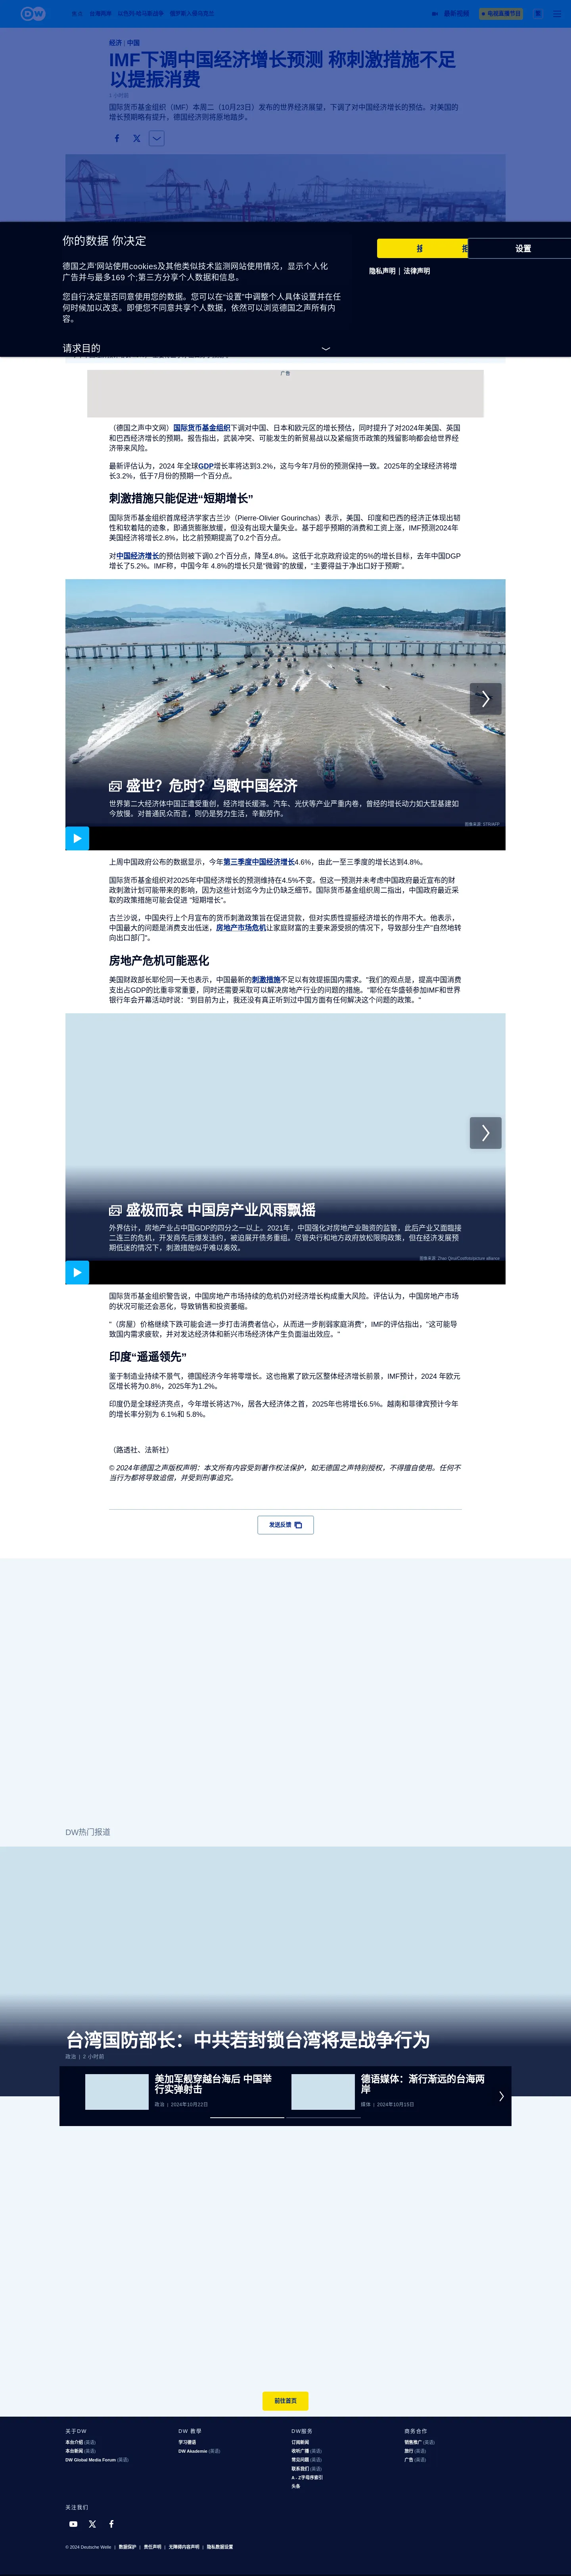 DW
台海两岸
以色列-哈马斯战争
俄罗斯入侵乌克兰
最新视频
电视直播节目
经济 | 中国
IMF下调中国经济增长预测 称刺激措施不足
以提振消费
国际货币基金组织（IMF）本周二（10月23日）发布的世界经济展望，下调了对中国经济增长的预估。对美国的
增长预期略有提升，德国经济则将原地踏步。
你的数据 你决定
德国之声网站使用cookies及其他类似技术监测网站使用情况，显示个人化
广告并与最多169 个;第三方分享个人数据和信息。
您自行决定是否同意使用您的数据。您可以在“设置”中调整个人具体设置并在任
何时候加以改变。即使您不同意共享个人数据，依然可以浏览德国之声所有内
容。
请求目的
设置
隐私声明 | 法律声明
广告
（德国之声中文网）国际货币基金组织下调对中国、日本和欧元区的增长预估，同时提升了对2024年美国、英国
和巴西经济增长的预期。报告指出，武装冲突、可能发生的新贸易战以及紧缩货币政策的残留影响都会给世界经
济带来风险。
最新评估认为，2024 年全球GDP增长率将达到3.2%，这与今年7月份的预测保持一致。2025年的全球经济将增
长3.2%，低于7月份的预期一个百分点。
刺激措施只能促进“短期增长”
国际货币基金组织首席经济学家古兰沙（Pierre-Olivier Gourinchas）表示，美国、印度和巴西的经济正体现出韧
性和软着陆的迹象，即通货膨胀放缓，但没有出现大量失业。基于超乎预期的消费和工资上涨，IMF预测2024年
美国经济将增长2.8%，比之前预期提高了0.2个百分点。
对中国经济增长的预估则被下调0.2个百分点，降至4.8%。这低于北京政府设定的5%的增长目标，去年中国DGP
增长了5.2%。IMF称，中国今年 4.8%的增长只是“微弱”的放缓，"主要得益于净出口好于预期"。
盛世？危时？鸟瞰中国经济
世界第二大经济体中国正遭受重创，经济增长缓滞。汽车、光伏等产业严重内卷，曾经的增长动力如大型基建如
今放慢。对普通民众而言，则仍是努力生活，辛勤劳作。
图像来源: STR/AFP
上周中国政府公布的数据显示，今年第三季度中国经济增长4.6%，由此一至三季度的增长达到4.8%。
国际货币基金组织对2025年中国经济增长的预测维持在4.5%不变。但这一预测并未考虑中国政府最近宣布的财
政刺激计划可能带来的影响，因为这些计划迄今为止仍缺乏细节。国际货币基金组织周二指出，中国政府最近采
取的政策措施可能会促进 “短期增长”。
古兰沙说，中国央行上个月宣布的货币刺激政策旨在促进贷款，但对实质性提振经济增长的作用不大。他表示，
中国最大的问题是消费支出低迷，房地产市场危机让家庭财富的主要来源受损的情况下，导致部分生产"自然地转
向出口部门"。
房地产危机可能恶化
美国财政部长耶伦同一天也表示，中国最新的刺激措施不足以有效提振国内需求。"我们的观点是，提高中国消费
支出占GDP的比重非常重要，同时还需要采取可以解决房地产行业的问题的措施。"耶伦在华盛顿参加IMF和世界
银行年会开幕活动时说："到目前为止，我还没有真正听到过中国方面有任何解决这个问题的政策。"
盛极而衰 中国房产业风雨飘摇
外界估计，房地产业占中国GDP的四分之一以上。2021年，中国强化对房地产业融资的监管，此后产业又面临接
二连三的危机，开发商先后爆发违约，被迫展开债务重组。尽管央行和地方政府放松限购政策，但在经济发展预
期低迷的情况下，刺激措施似乎难以奏效。
图像来源: Zhao Qirui/Costfoto/picture alliance
国际货币基金组织警告说，中国房地产市场持续的危机仍对经济增长构成重大风险。评估认为，中国房地产市场
的状况可能还会恶化，导致销售和投资萎缩。
"（房屋）价格继续下跌可能会进一步打击消费者信心，从而进一步削弱家庭消费"，IMF的评估指出，"这可能导
致国内需求疲软，并对发达经济体和新兴市场经济体产生负面溢出效应。"
印度“遥遥领先”
鉴于制造业持续不景气，德国经济今年将零增长。这也拖累了欧元区整体经济增长前景，IMF预计，2024 年欧元
区增长将为0.8%，2025年为1.2%。
印度仍是全球经济亮点，今年增长将达7%，居各大经济体之首，2025年也将增长6.5%。越南和菲律宾预计今年
的增长率分别为 6.1%和 5.8%。
（路透社、法新社）
© 2024年德国之声版权声明：本文所有内容受到著作权法保护，如无德国之声特别授权，不得擅自使用。任何不
当行为都将导致追偿，并受到刑事追究。
发送反馈
DW热门报道
台湾国防部长：中共若封锁台湾将是战争行为
政治 | 2 小时前
美加军舰穿越台海后 中国举
行实弹射击
政治 | 2024年10月22日
德语媒体：渐行渐远的台海两
岸
媒体 | 2024年10月15日
前往首页
关于DW
本台介绍 (英语)
本台新闻 (英语)
DW Global Media Forum (英语)
DW 教學
学习德语
DW Akademie (英语)
DW服务
订阅新闻
收听广播 (英语)
常见问题 (英语)
联系我们 (英语)
A - Z字母序索引
头条
商务合作
销售推广 (英语)
旅行 (英语)
广告 (英语)
关注我们
© 2024 Deutsche Welle | 数据保护 | 责任声明 | 无障碍内容声明 | 隐私数据设置